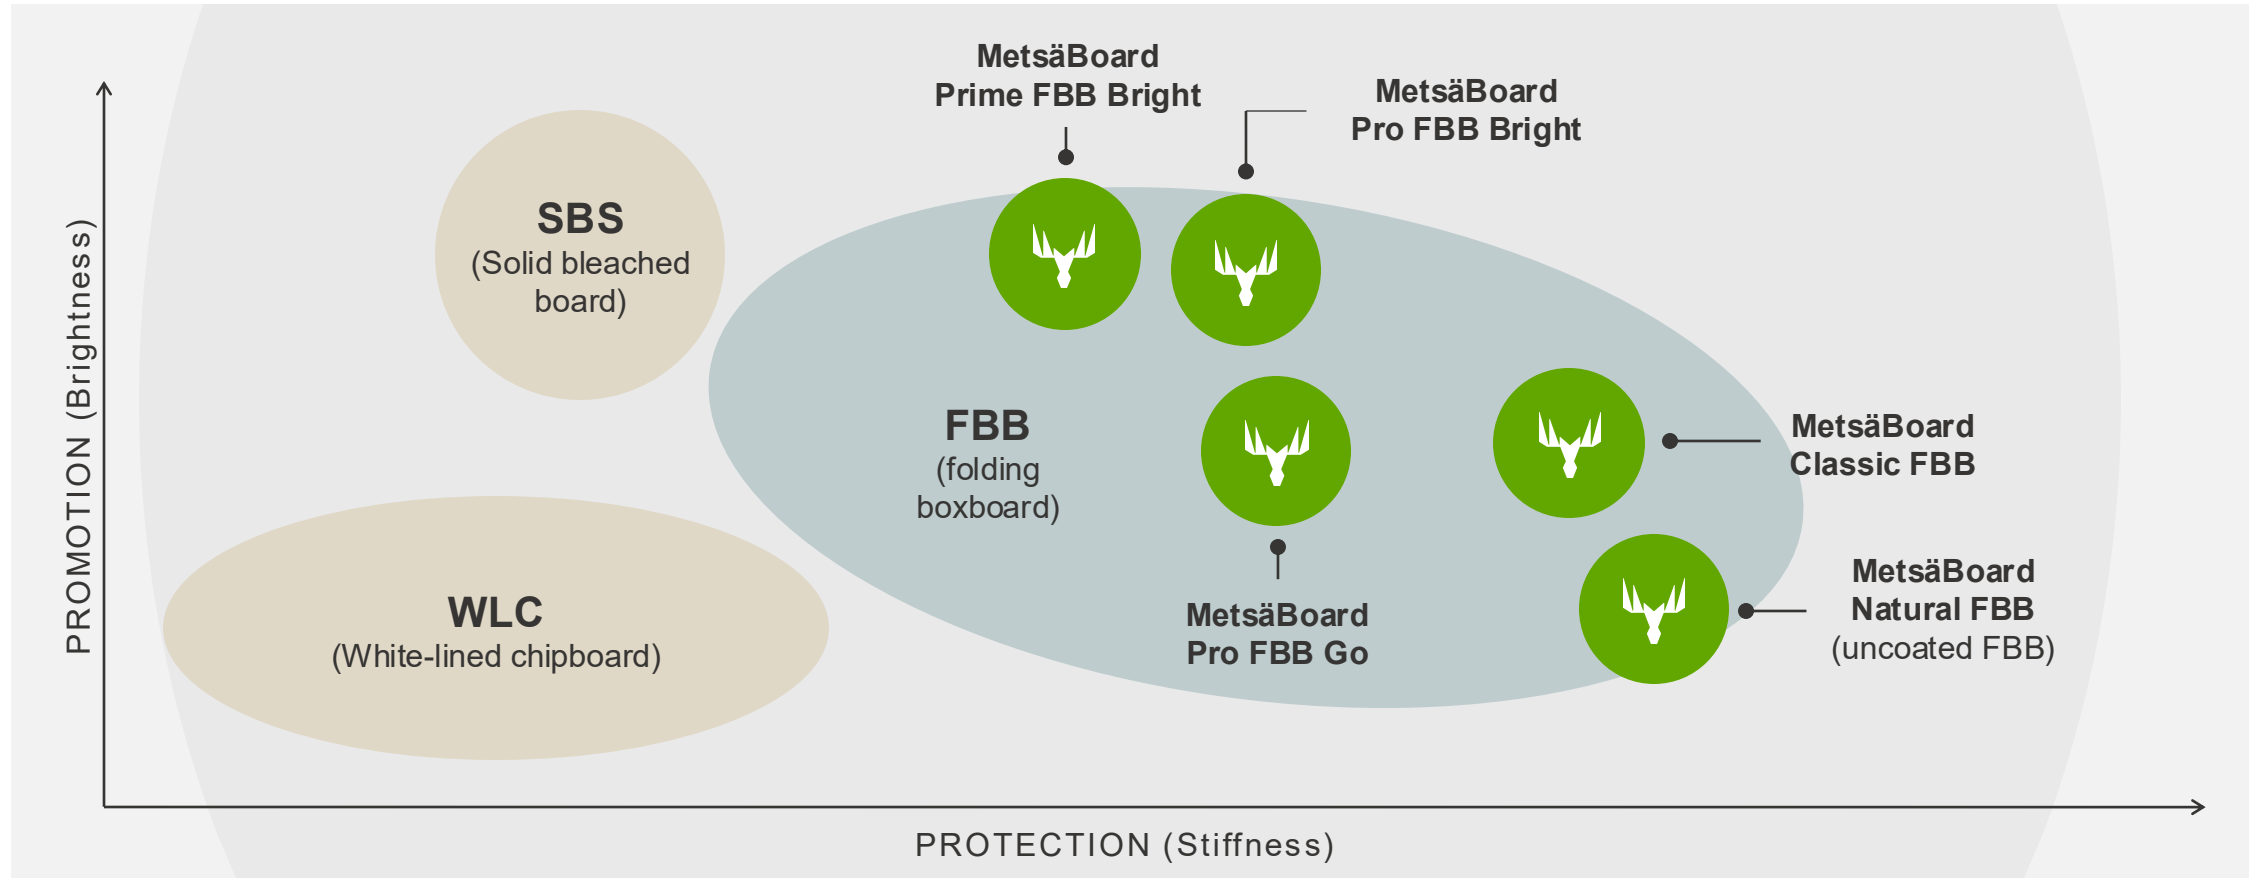 MetsäBoard
Prime FBB Bright
MetsäBoard
Pro FBB Bright
SBS
(Solid bleached
board)
PROMOTION (Brightness)
FBB
(folding
boxboard)
MetsäBoard
Classic FBB
WLC
(White-lined chipboard)
MetsäBoard
Pro FBB Go
MetsäBoard
Natural FBB
(uncoated FBB)
PROTECTION (Stiffness)